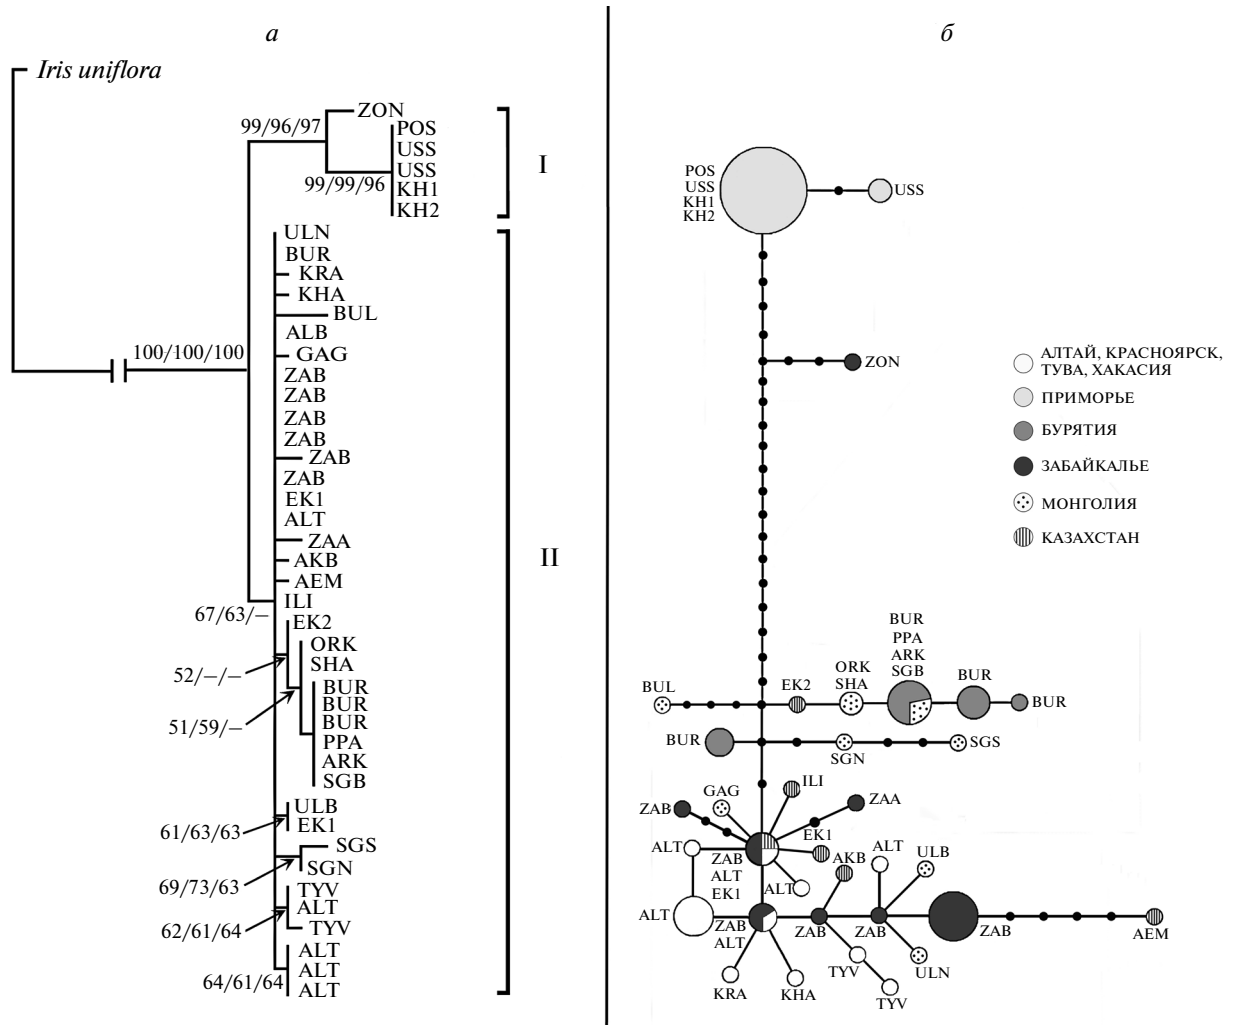 а
Iris uniflora
ZON
99/96/97
POS
USS
USS
99/99/96
KH1
KH2
I
ULN
BUR
KRA
KHA
BUL
ALB
100/100/100
GAG
ZAB
ZAB
ZAB
ZAB
ZAB
ZAB
EK1
ALT
ZAA
AKB
AEM
ILI
II
67/63/–
EK2
ORK
SHA
52/–/–
BUR
BUR
BUR
51/59/–
PPA
ARK
SGB
ULB
EK1
61/63/63
SGS
SGN
69/73/63
TYV
ALT
TYV
62/61/64
ALT
ALT
ALT
64/61/64
б
POS
USS
KH1
KH2
USS
ZON
АЛТАЙ, КРАСНОЯРСК,
ТУВА, ХАКАСИЯ
ПРИМОРЬЕ
БУРЯТИЯ
ЗАБАЙКАЛЬЕ
МОНГОЛИЯ
КАЗАХСТАН
BUL
EK2
ORK
SHA
BUR
PPA
ARK
SGB
BUR
BUR
BUR
SGN
SGS
ZAB
GAG
ILI
ZAA
EK1
ALT
ZAB
ALT
EK1
ALT
AKB
ALT
ULB
ALT
ZAB
ALT
ZAB
ZAB
ZAB
AEM
KRA
KHA
TYV
TYV
ULN